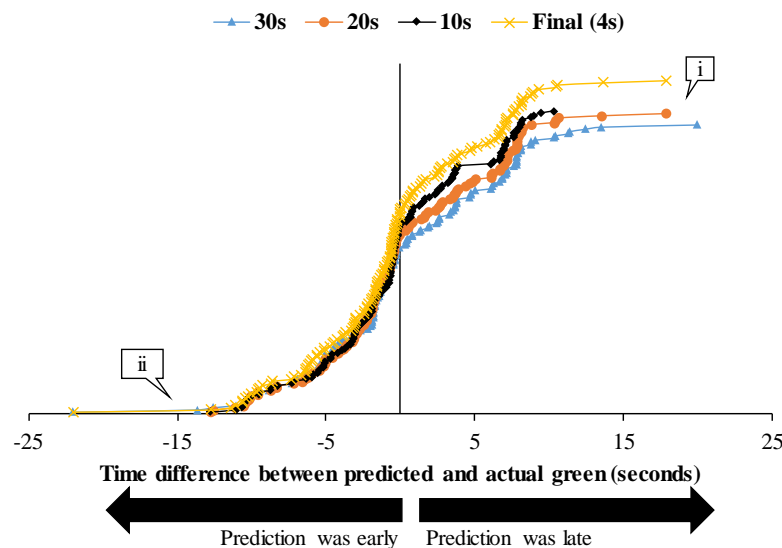 30s 20s 10s Final (4s)
i
ii
-25 -15 -5 5 15 25
Time difference between predicted and actual green (seconds)
Prediction was early Prediction was late